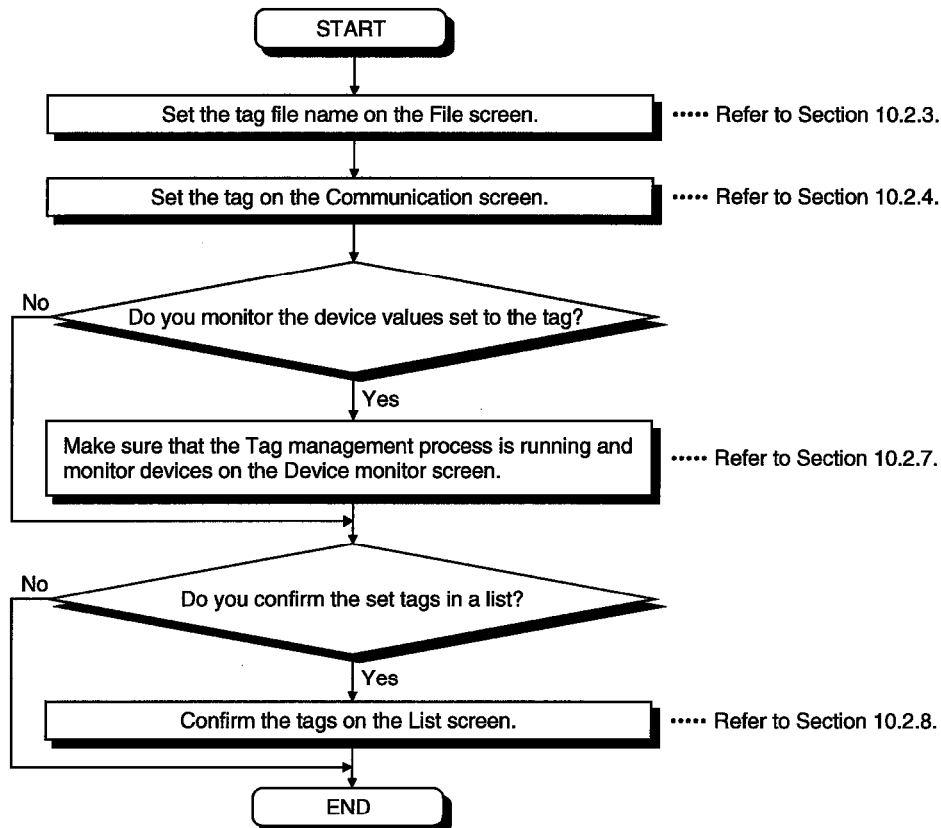 START
Set the tag file name on the File screen.
••••• Refer to Section 10.2.3.
Set the tag on the Communication screen.
••••• Refer to Section 10.2.4.
No
Do you monitor the device values set to the tag?
Yes
Make sure that the Tag management process is running and
monitor devices on the Device monitor screen.
••••• Refer to Section 10.2.7.
No
Do you confirm the set tags in a list?
Yes
Confirm the tags on the List screen.
••••• Refer to Section 10.2.8.
END